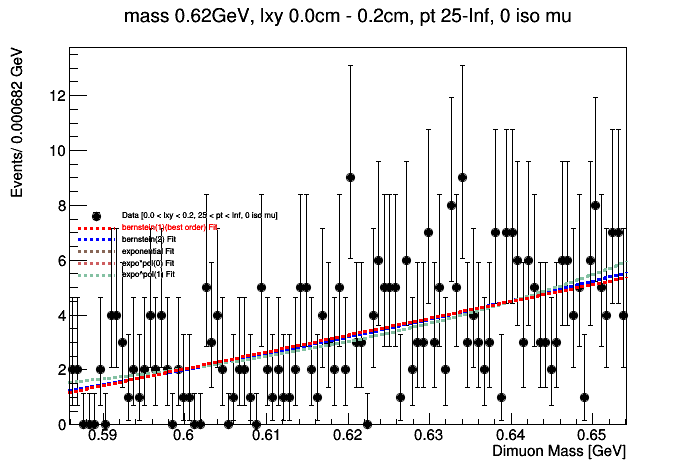 mass 0.62GeV, lxy 0.0cm - 0.2cm, pt 25-Inf, 0 iso mu
Events/ 0.000682 GeV
12
10
8
6
4
2
0
Data [0.0 < lxy < 0.2, 25 < pt < Inf, 0 iso mu]
bernstein(1)(best order) Fit
bernstein(2) Fit
exponential Fit
expo*pol(0) Fit
expo*pol(1) Fit
0.59 0.6 0.61 0.62 0.63 0.64 0.65
Dimuon Mass [GeV]